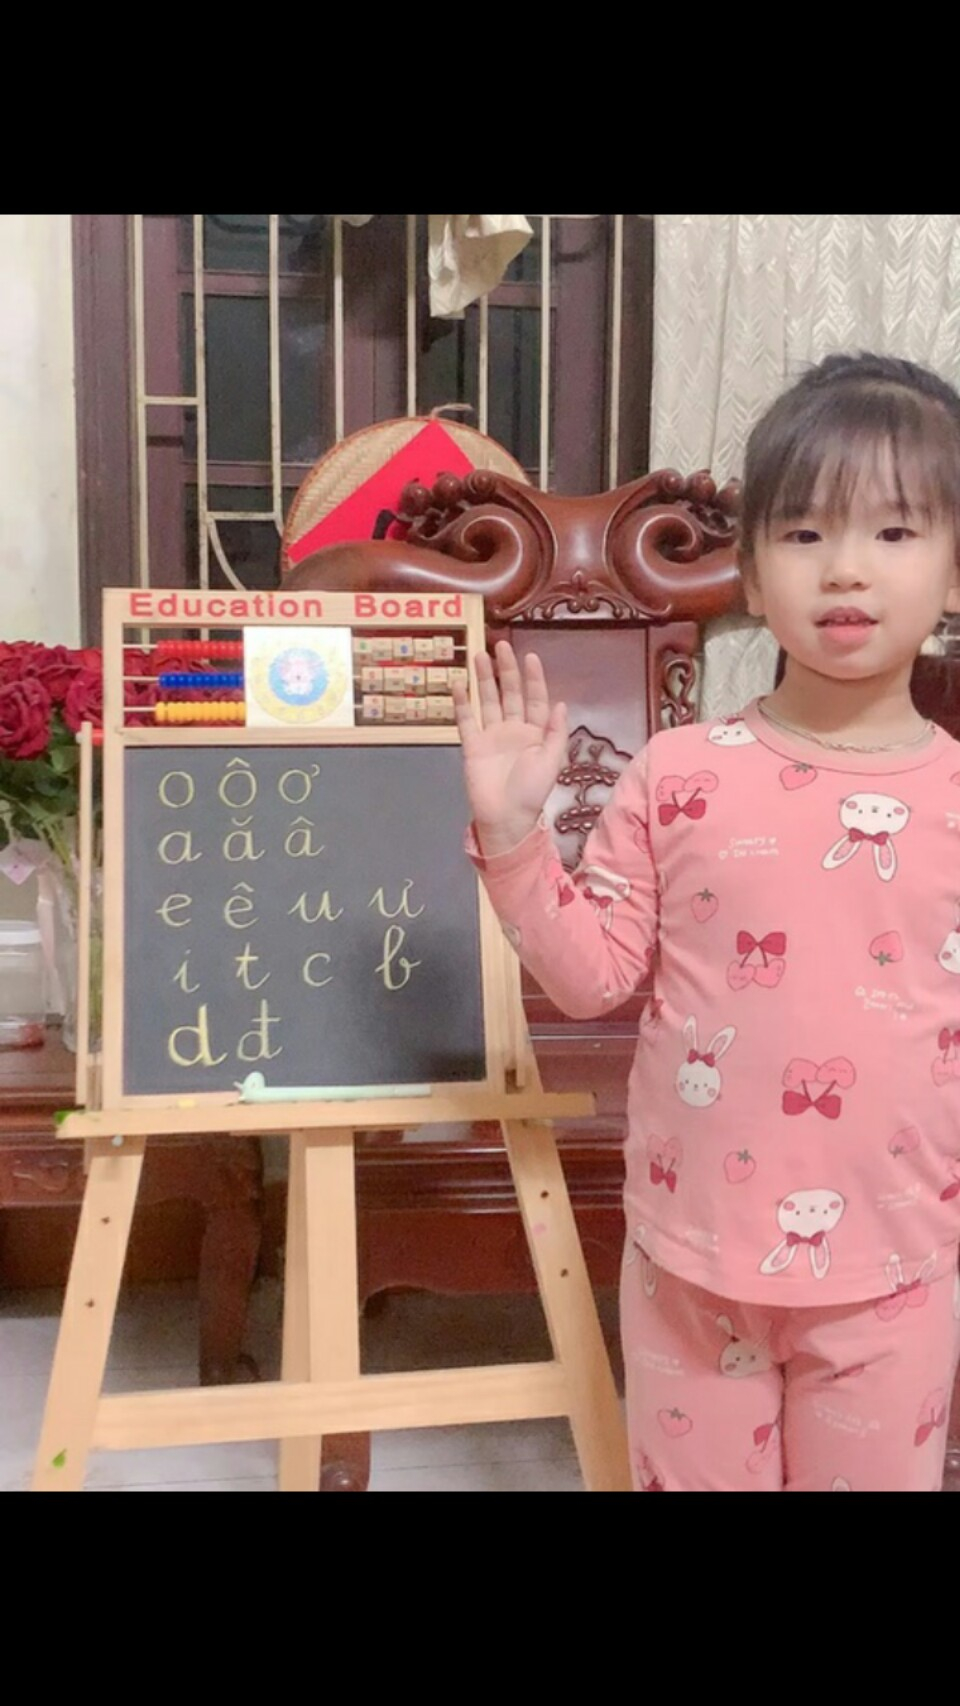 Education Board
o ô ơ
a ă â
e ê u ư
i t c b
d đ